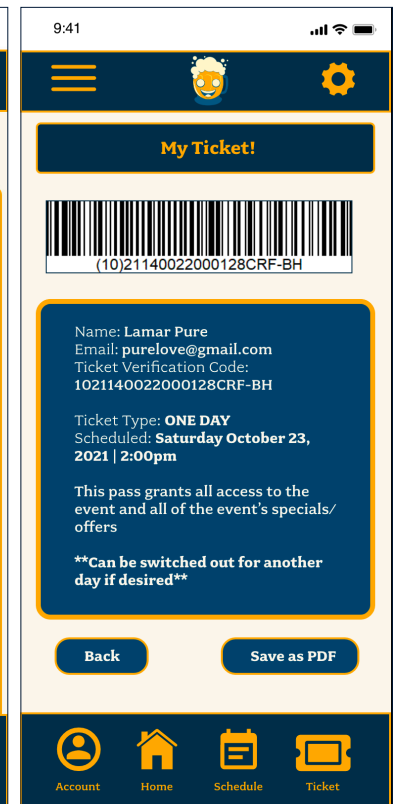 9:41
My Ticket!
(10)21140022000128CRF-BH
Name: Lamar Pure
Email: purelove@gmail.com
Ticket Verification Code:
1021140022000128CRF-BH
Ticket Type: ONE DAY
Scheduled: Saturday October 23,
2021 | 2:00pm
This pass grants all access to the
event and all of the event's specials/
offers
**Can be switched out for another
day if desired**
Back
Save as PDF
Account
Home
Schedule
Ticket